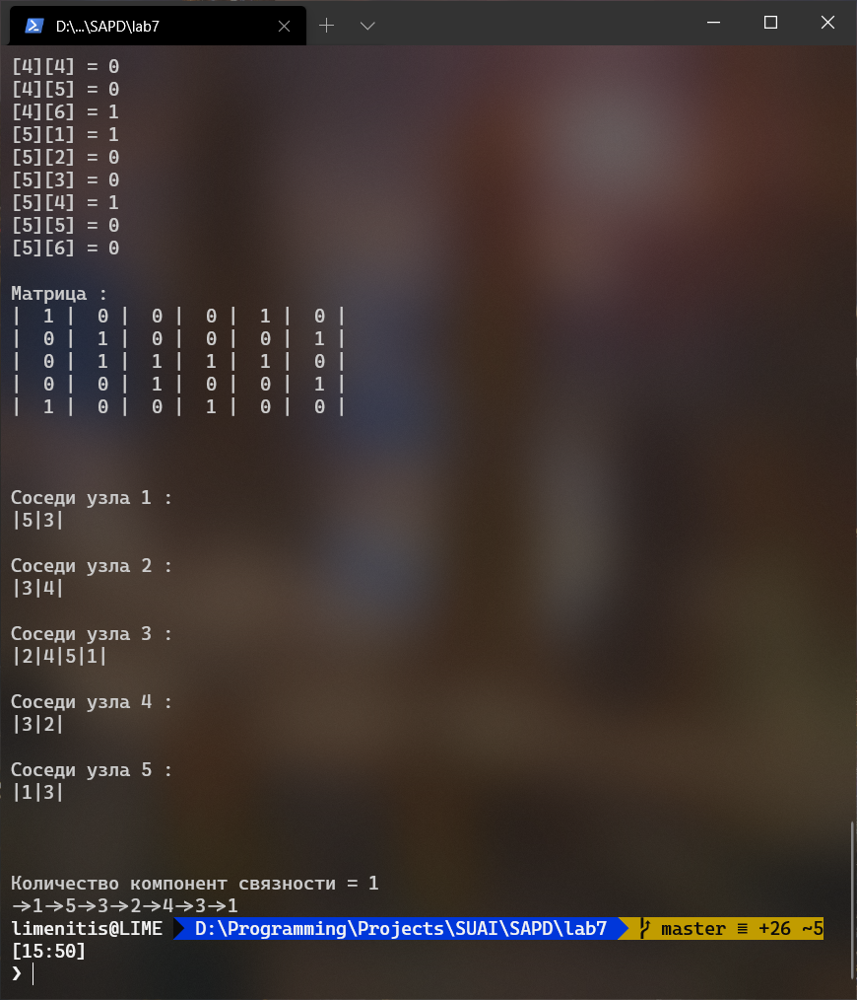 D:\...\SAPD\lab7
[4][4] = 0
[4][5] = 0
[4][6] = 1
[5][1] = 1
[5][2] = 0
[5][3] = 0
[5][4] = 1
[5][5] = 0
[5][6] = 0
Матрица :
|  1 |  0 |  0 |  0 |  1 |  0 |
|  0 |  1 |  0 |  0 |  0 |  1 |
|  0 |  1 |  1 |  1 |  1 |  0 |
|  0 |  0 |  1 |  0 |  0 |  1 |
|  1 |  0 |  0 |  1 |  0 |  0 |
Соседи узла 1 :
|5|3|
Соседи узла 2 :
|3|4|
Соседи узла 3 :
|2|4|5|1|
Соседи узла 4 :
|3|2|
Соседи узла 5 :
|1|3|
Количество компонент связности = 1
->1->5->3->2->4->3->1
limenitis@LIME D:\Programming\Projects\SUAI\SAPD\lab7 master ≡ +26 ~5
[15:50]
❯